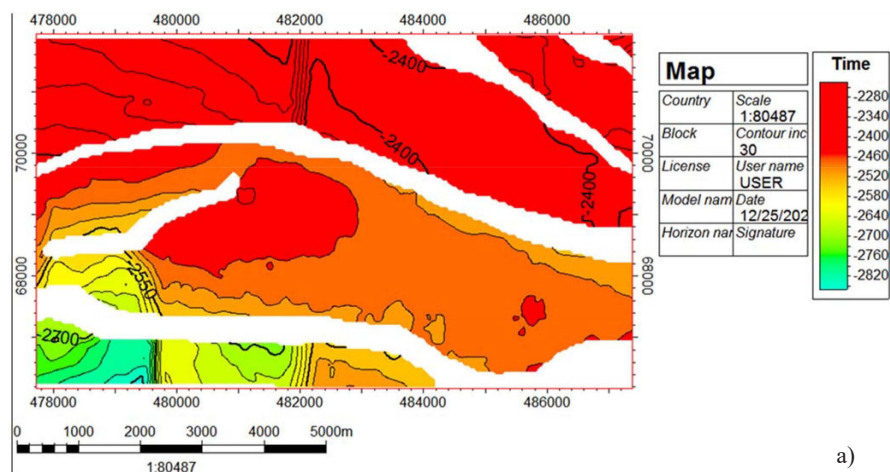 478000 480000 482000 484000 486000
-2400
-2400
-2400
-2550
-2700
70000
68000
70000
68000
478000 480000 482000 484000 486000
0 1000 2000 3000 4000 5000m
1:80487
Map
Country Scale
1:80487
Block Contour inc
30
License User name
USER
Model nam Date
12/25/202
Horizon nar Signature
Time
-2280
-2340
-2400
-2460
-2520
-2580
-2640
-2700
-2760
-2820
a)